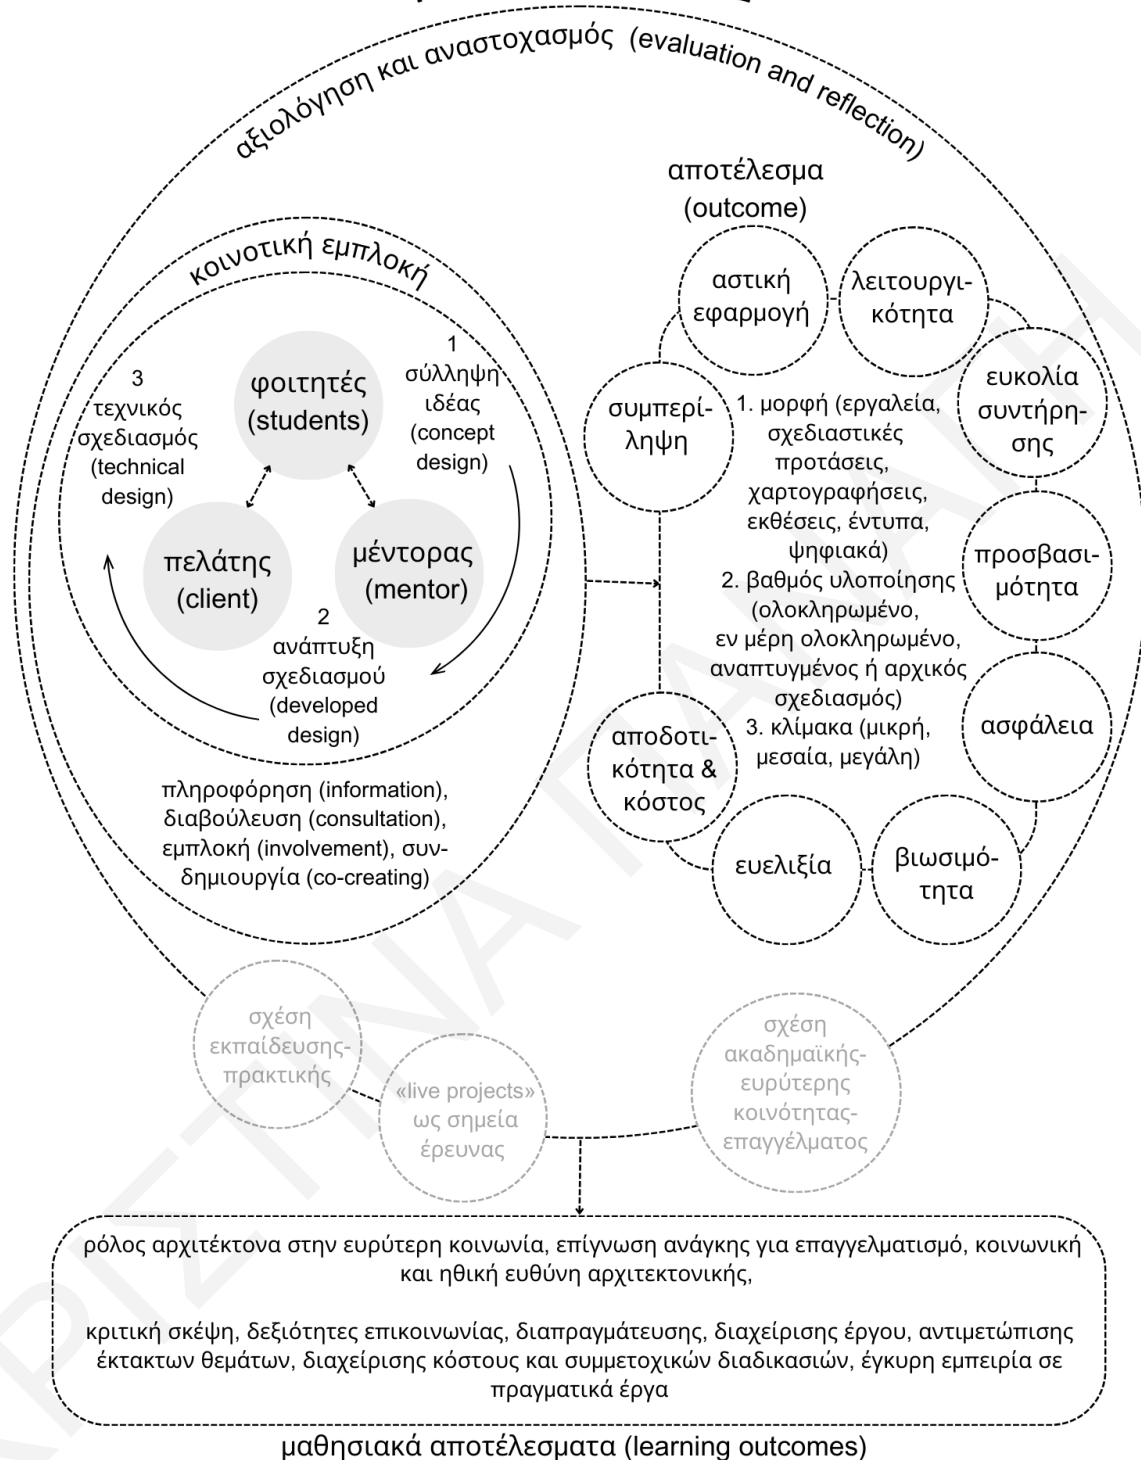 αξιολόγηση και αναστοχασμός (evaluation and reflection)
αποτέλεσμα
(outcome)
κοινοτική εμπλοκή
φοιτητές
(students)
πελάτης
(client)
μέντορας
(mentor)
1
σύλληψη
ιδέας
(concept
design)
2
ανάπτυξη
σχεδιασμού
(developed
design)
3
τεχνικός
σχεδιασμός
(technical
design)
πληροφόρηση (information),
διαβούλευση (consultation),
εμπλοκή (involvement), συν-
δημιουργία (co-creating)
συμπερί-
ληψη
αστική
εφαρμογή
λειτουργι-
κότητα
ευκολία
συντήρη-
σης
προσβασι-
μότητα
ασφάλεια
βιωσιμό-
τητα
ευελιξία
αποδοτι-
κότητα &
κόστος
1. μορφή (εργαλεία,
σχεδιαστικές
προτάσεις,
χαρτογραφήσεις,
εκθέσεις, έντυπα,
ψηφιακά)
2. βαθμός υλοποίησης
(ολοκληρωμένο,
εν μέρη ολοκληρωμένο,
αναπτυγμένος ή αρχικός
σχεδιασμός)
3. κλίμακα (μικρή,
μεσαία, μεγάλη)
σχέση
εκπαίδευσης-
πρακτικής
«live projects»
ως σημεία
έρευνας
σχέση
ακαδημαϊκής-
ευρύτερης
κοινότητας-
επαγγέλματος
ρόλος αρχιτέκτονα στην ευρύτερη κοινωνία, επίγνωση ανάγκης για επαγγελματισμό, κοινωνική
και ηθική ευθύνη αρχιτεκτονικής,
κριτική σκέψη, δεξιότητες επικοινωνίας, διαπραγμάτευσης, διαχείρισης έργου, αντιμετώπισης
έκτακτων θεμάτων, διαχείρισης κόστους και συμμετοχικών διαδικασιών, έγκυρη εμπειρία σε
πραγματικά έργα
μαθησιακά αποτέλεσματα (learning outcomes)
ΡΙΣΤΙΝΑ ΠΑΝΑΓΗ